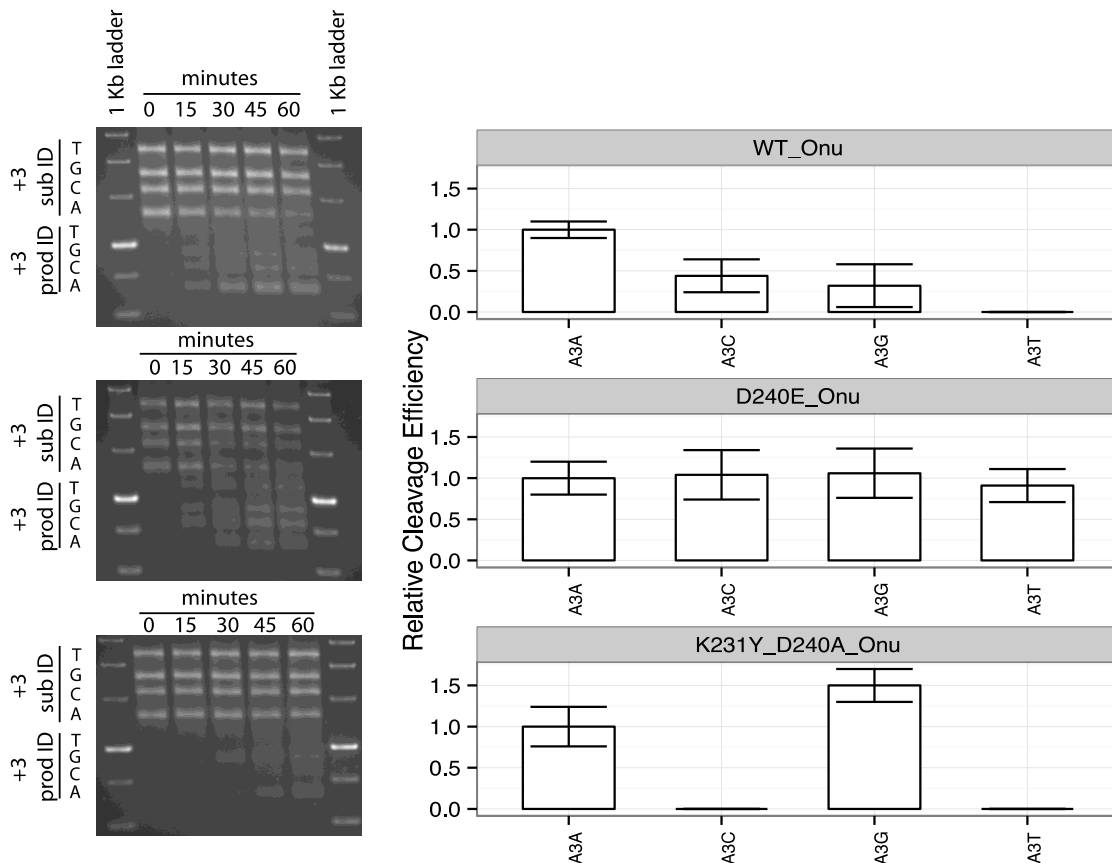 1 Kb ladder
1 Kb ladder
minutes
0 15 30 45 60
+3
sub ID
T
G
C
A
+3
prod ID
T
G
C
A
minutes
0 15 30 45 60
+3
sub ID
T
G
C
A
+3
prod ID
T
G
C
A
minutes
0 15 30 45 60
+3
sub ID
T
G
C
A
+3
prod ID
T
G
C
A
Relative Cleavage Efficiency
WT_Onu
1.5
1.0
0.5
0.0
A3A A3C A3G A3T
D240E_Onu
1.5
1.0
0.5
0.0
A3A A3C A3G A3T
K231Y_D240A_Onu
1.5
1.0
0.5
0.0
A3A A3C A3G A3T